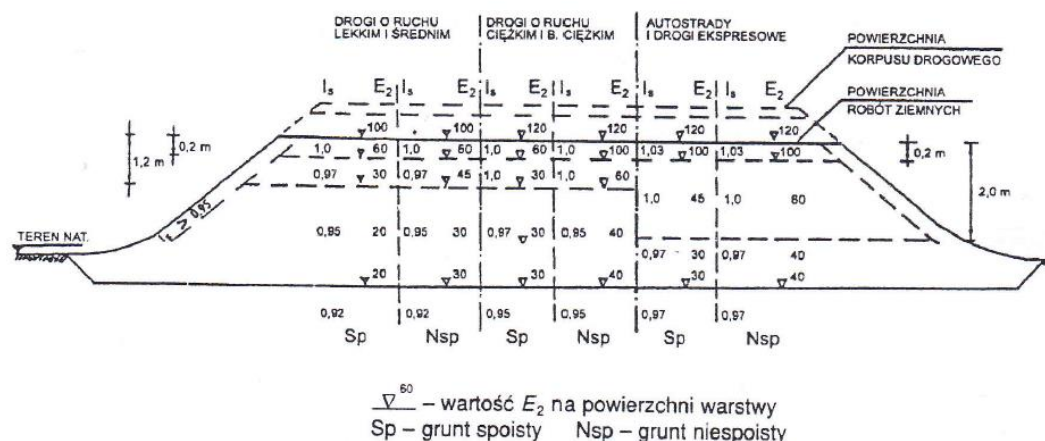 DROGI O RUCHU
LEKKIM I ŚREDNIM
DROGI O RUCHU
CIĘŻKIM I B. CIĘŻKIM
AUTOSTRADY
I DROGI EKSPRESOWE
POWIERZCHNIA
KORPUSU DROGOWEGO
POWIERZCHNIA
ROBÓT ZIEMNYCH
Is E2 Is E2 Is E2 Is E2 Is E2 Is E2
100 100 120 120 120 120
1,2 m 0,2 m 1,0 60 1,0 60 1,0 60 1,0 100 1,03 100 1,03 100 0,2 m
0,97 30 0,97 45 1,0 30 1,0 60
1,0 45 1,0 60 2,0 m
Is ≥ 0,95
TEREN NAT.
0,95 20 0,95 30 0,97 30 0,95 40
0,97 30 0,97 40
20 30 30 40 30 40
0,92 0,92 0,95 0,95 0,97 0,97
Sp Nsp Sp Nsp Sp Nsp
60 – wartość E2 na powierzchni warstwy
Sp – grunt spoisty Nsp – grunt niespoisty